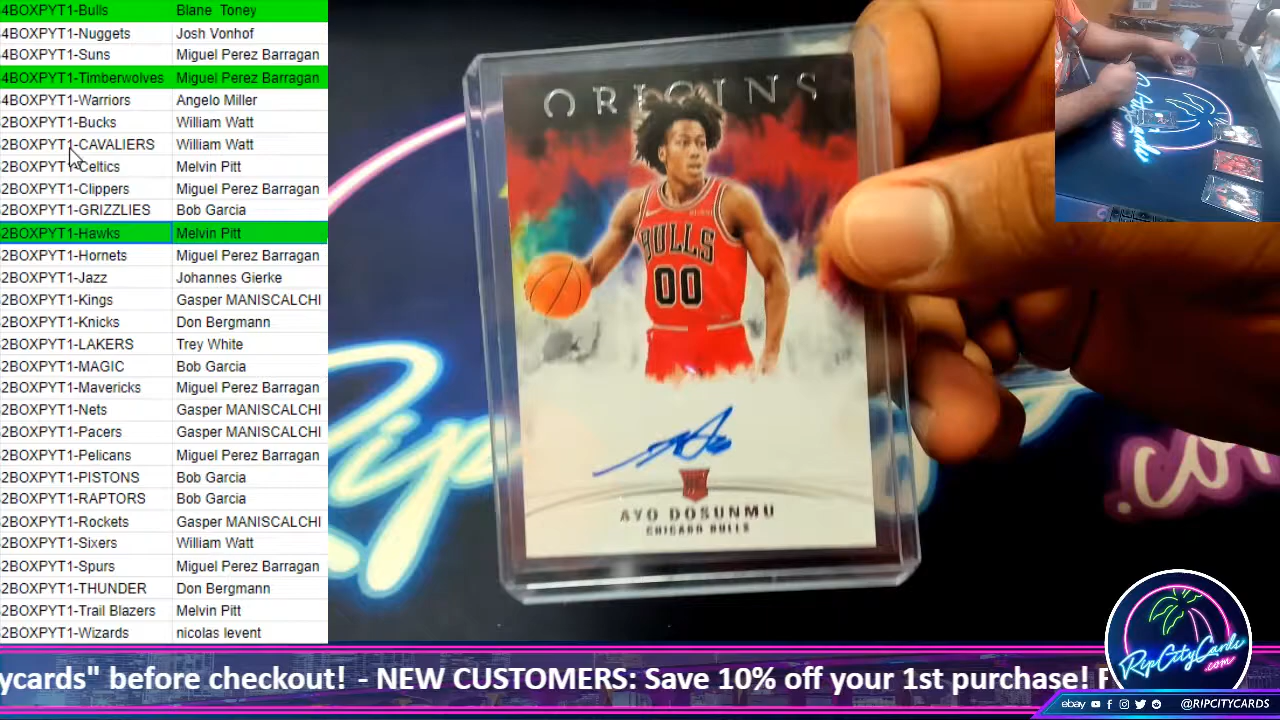 4BOXPYT1-Bulls Blane Toney
4BOXPYT1-Nuggets Josh Vonhof
4BOXPYT1-Suns Miguel Perez Barragan
4BOXPYT1-Timberwolves Miguel Perez Barragan
4BOXPYT1-Warriors Angelo Miller
2BOXPYT1-Bucks William Watt
2BOXPYT1-CAVALIERS William Watt
2BOXPYT1-Celtics Melvin Pitt
2BOXPYT1-Clippers Miguel Perez Barragan
2BOXPYT1-GRIZZLIES Bob Garcia
2BOXPYT1-Hawks Melvin Pitt
2BOXPYT1-Hornets Miguel Perez Barragan
2BOXPYT1-Jazz Johannes Gierke
2BOXPYT1-Kings Gasper MANISCALCHI
2BOXPYT1-Knicks Don Bergmann
2BOXPYT1-LAKERS Trey White
2BOXPYT1-MAGIC Bob Garcia
2BOXPYT1-Mavericks Miguel Perez Barragan
2BOXPYT1-Nets Gasper MANISCALCHI
2BOXPYT1-Pacers Gasper MANISCALCHI
2BOXPYT1-Pelicans Miguel Perez Barragan
2BOXPYT1-PISTONS Bob Garcia
2BOXPYT1-RAPTORS Bob Garcia
2BOXPYT1-Rockets Gasper MANISCALCHI
2BOXPYT1-Sixers William Watt
2BOXPYT1-Spurs Miguel Perez Barragan
2BOXPYT1-THUNDER Don Bergmann
2BOXPYT1-Trail Blazers Melvin Pitt
2BOXPYT1-Wizards nicolas levent
ORIGINS
BULLS
00
AYO DOSUNMU
CHICAGO BULLS
.com
RipCityCards
.com
ycards" before checkout! - NEW CUSTOMERS: Save 10% off your 1st purchase! F
ebay @RIPCITYCARDS